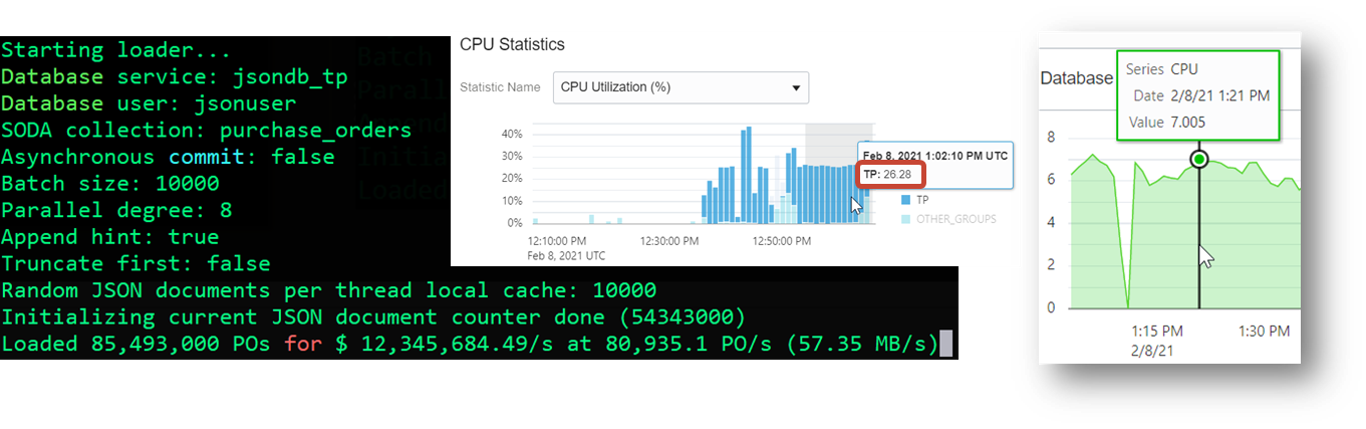 Starting loader...
Database service: jsondb_tp
Database user: jsonuser
SODA collection: purchase_orders
Asynchronous commit: false
Batch size: 10000
Parallel degree: 8
Append hint: true
Truncate first: false
Random JSON documents per thread local cache: 10000
Initializing current JSON document counter done (54343000)
Loaded 85,493,000 POs for $ 12,345,684.49/s at 80,935.1 PO/s (57.35 MB/s)
CPU Statistics
Statistic Name CPU Utilization (%)
40%
30%
20%
10%
0%
12:10:00 PM 12:30:00 PM 12:50:00 PM
Feb 8, 2021 UTC
Feb 8, 2021 1:02:10 PM UTC
TP: 26.28
TP
OTHER_GROUPS
Database
Series CPU
Date 2/8/21 1:21 PM
Value 7.005
8
6
4
2
0
1:15 PM 1:30 PM
2/8/21